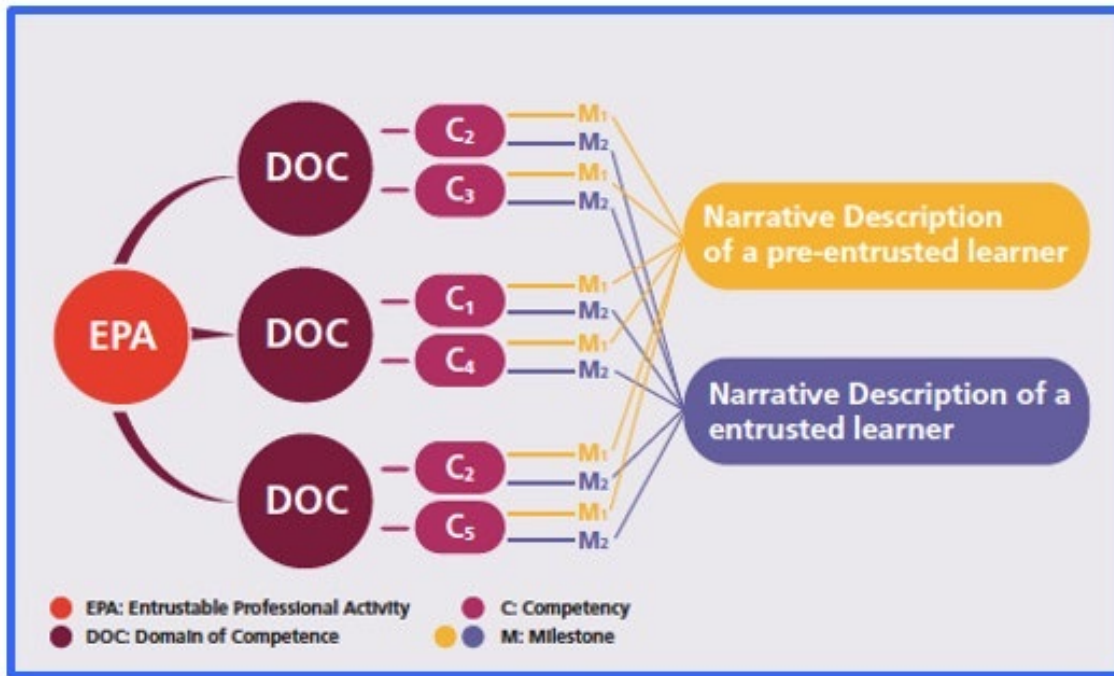 DOC
C2
M1
M2
C3
M1
M2
Narrative Description
of a pre-entrusted learner
EPA
DOC
C1
M1
M2
C4
M1
M2
Narrative Description of a
entrusted learner
DOC
C2
M1
M2
C5
M1
M2
EPA: Entrustable Professional Activity
C: Competency
DOC: Domain of Competence
M: Milestone